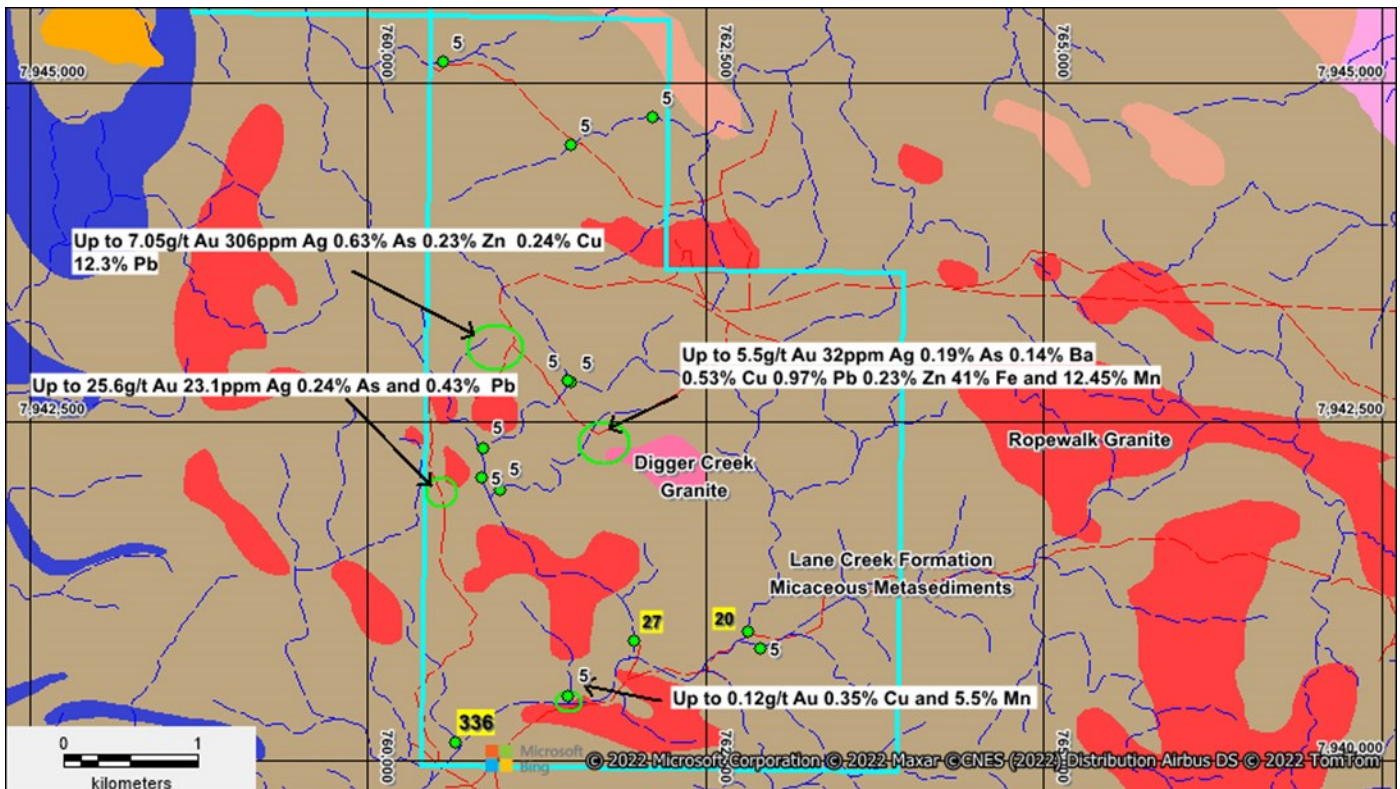 5
760,000
762,500
765,000
7,945,000
7,945,000
5
5
Up to 7.05g/t Au 306ppm Ag 0.63% As 0.23% Zn 0.24% Cu
12.3% Pb
Up to 5.5g/t Au 32ppm Ag 0.19% As 0.14% Ba
0.53% Cu 0.97% Pb 0.23% Zn 41% Fe and 12.45% Mn
5
5
Up to 25.6g/t Au 23.1ppm Ag 0.24% As and 0.43% Pb
7,942,500
7,942,500
5
Ropewalk Granite
Digger Creek
Granite
5
5
Lane Creek Formation
Micaceous Metasediments
27
20
5
5
Up to 0.12g/t Au 0.35% Cu and 5.5% Mn
336
760,000
762,500
765,000
7,940,000
0
1
kilometers
Microsoft
Bing
© 2022 Microsoft Corporation © 2022 Maxar ©CNES (2022) Distribution Airbus DS © 2022 TomTom